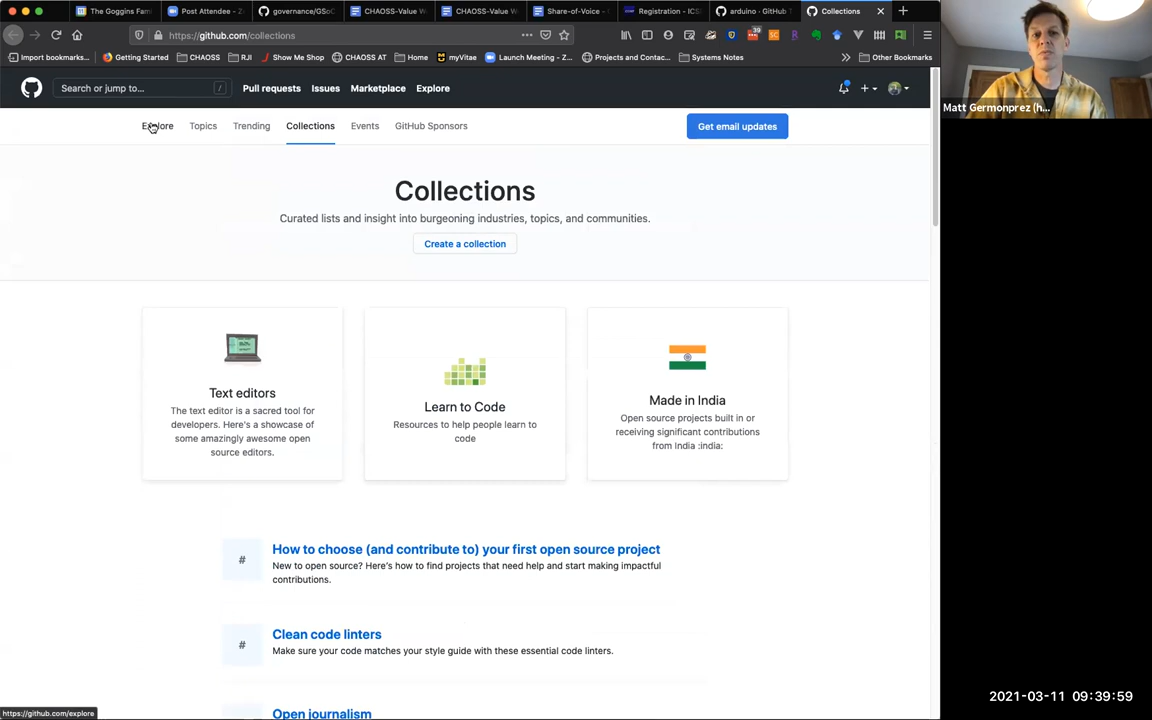 The Goggins Fam
Post Attendee - Z
governance/GSoC
CHAOSS-Value W
CHAOSS-Value W
Share-of-Voice -
Registration - ICS
arduino · GitHub T
Collections
https://github.com/collections
Import bookmarks...
Getting Started
CHAOSS
RJI
Show Me Shop
CHAOSS AT
Home
myVitae
Launch Meeting - Z...
Projects and Contac...
Systems Notes
Other Bookmarks
39
Search or jump to...
/
Pull requests
Issues
Marketplace
Explore
Matt Germonprez (h...
Explore
Topics
Trending
Collections
Events
GitHub Sponsors
Get email updates
Collections
Curated lists and insight into burgeoning industries, topics, and communities.
Create a collection
Text editors
The text editor is a sacred tool for
developers. Here's a showcase of
some amazingly awesome open
source editors.
Learn to Code
Resources to help people learn to
code
Made in India
Open source projects built in or
receiving significant contributions
from India :india:
#
How to choose (and contribute to) your first open source project
New to open source? Here's how to find projects that need help and start making impactful
contributions.
#
Clean code linters
Make sure your code matches your style guide with these essential code linters.
Open journalism
https://github.com/explore
2021-03-11 09:39:59